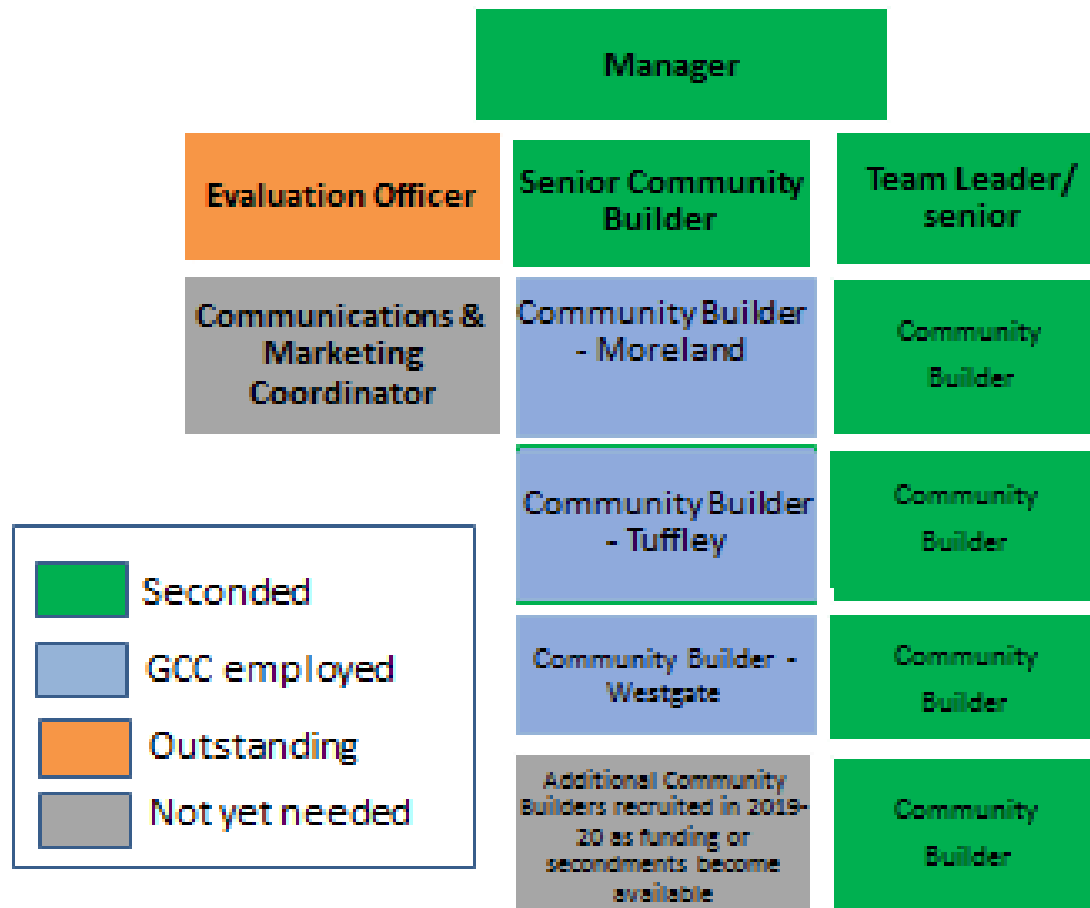 Manager
Evaluation Officer
Senior Community
Builder
Team Leader/
senior
Communications &
Marketing
Coordinator
Community Builder
- Moreland
Community
Builder
Community Builder
- Tuffley
Community
Builder
Community Builder -
Westgate
Community
Builder
Additional Community
Builders recruited in 2019-
20 as funding or
secondments become
available
Community
Builder
Seconded
GCC employed
Outstanding
Not yet needed